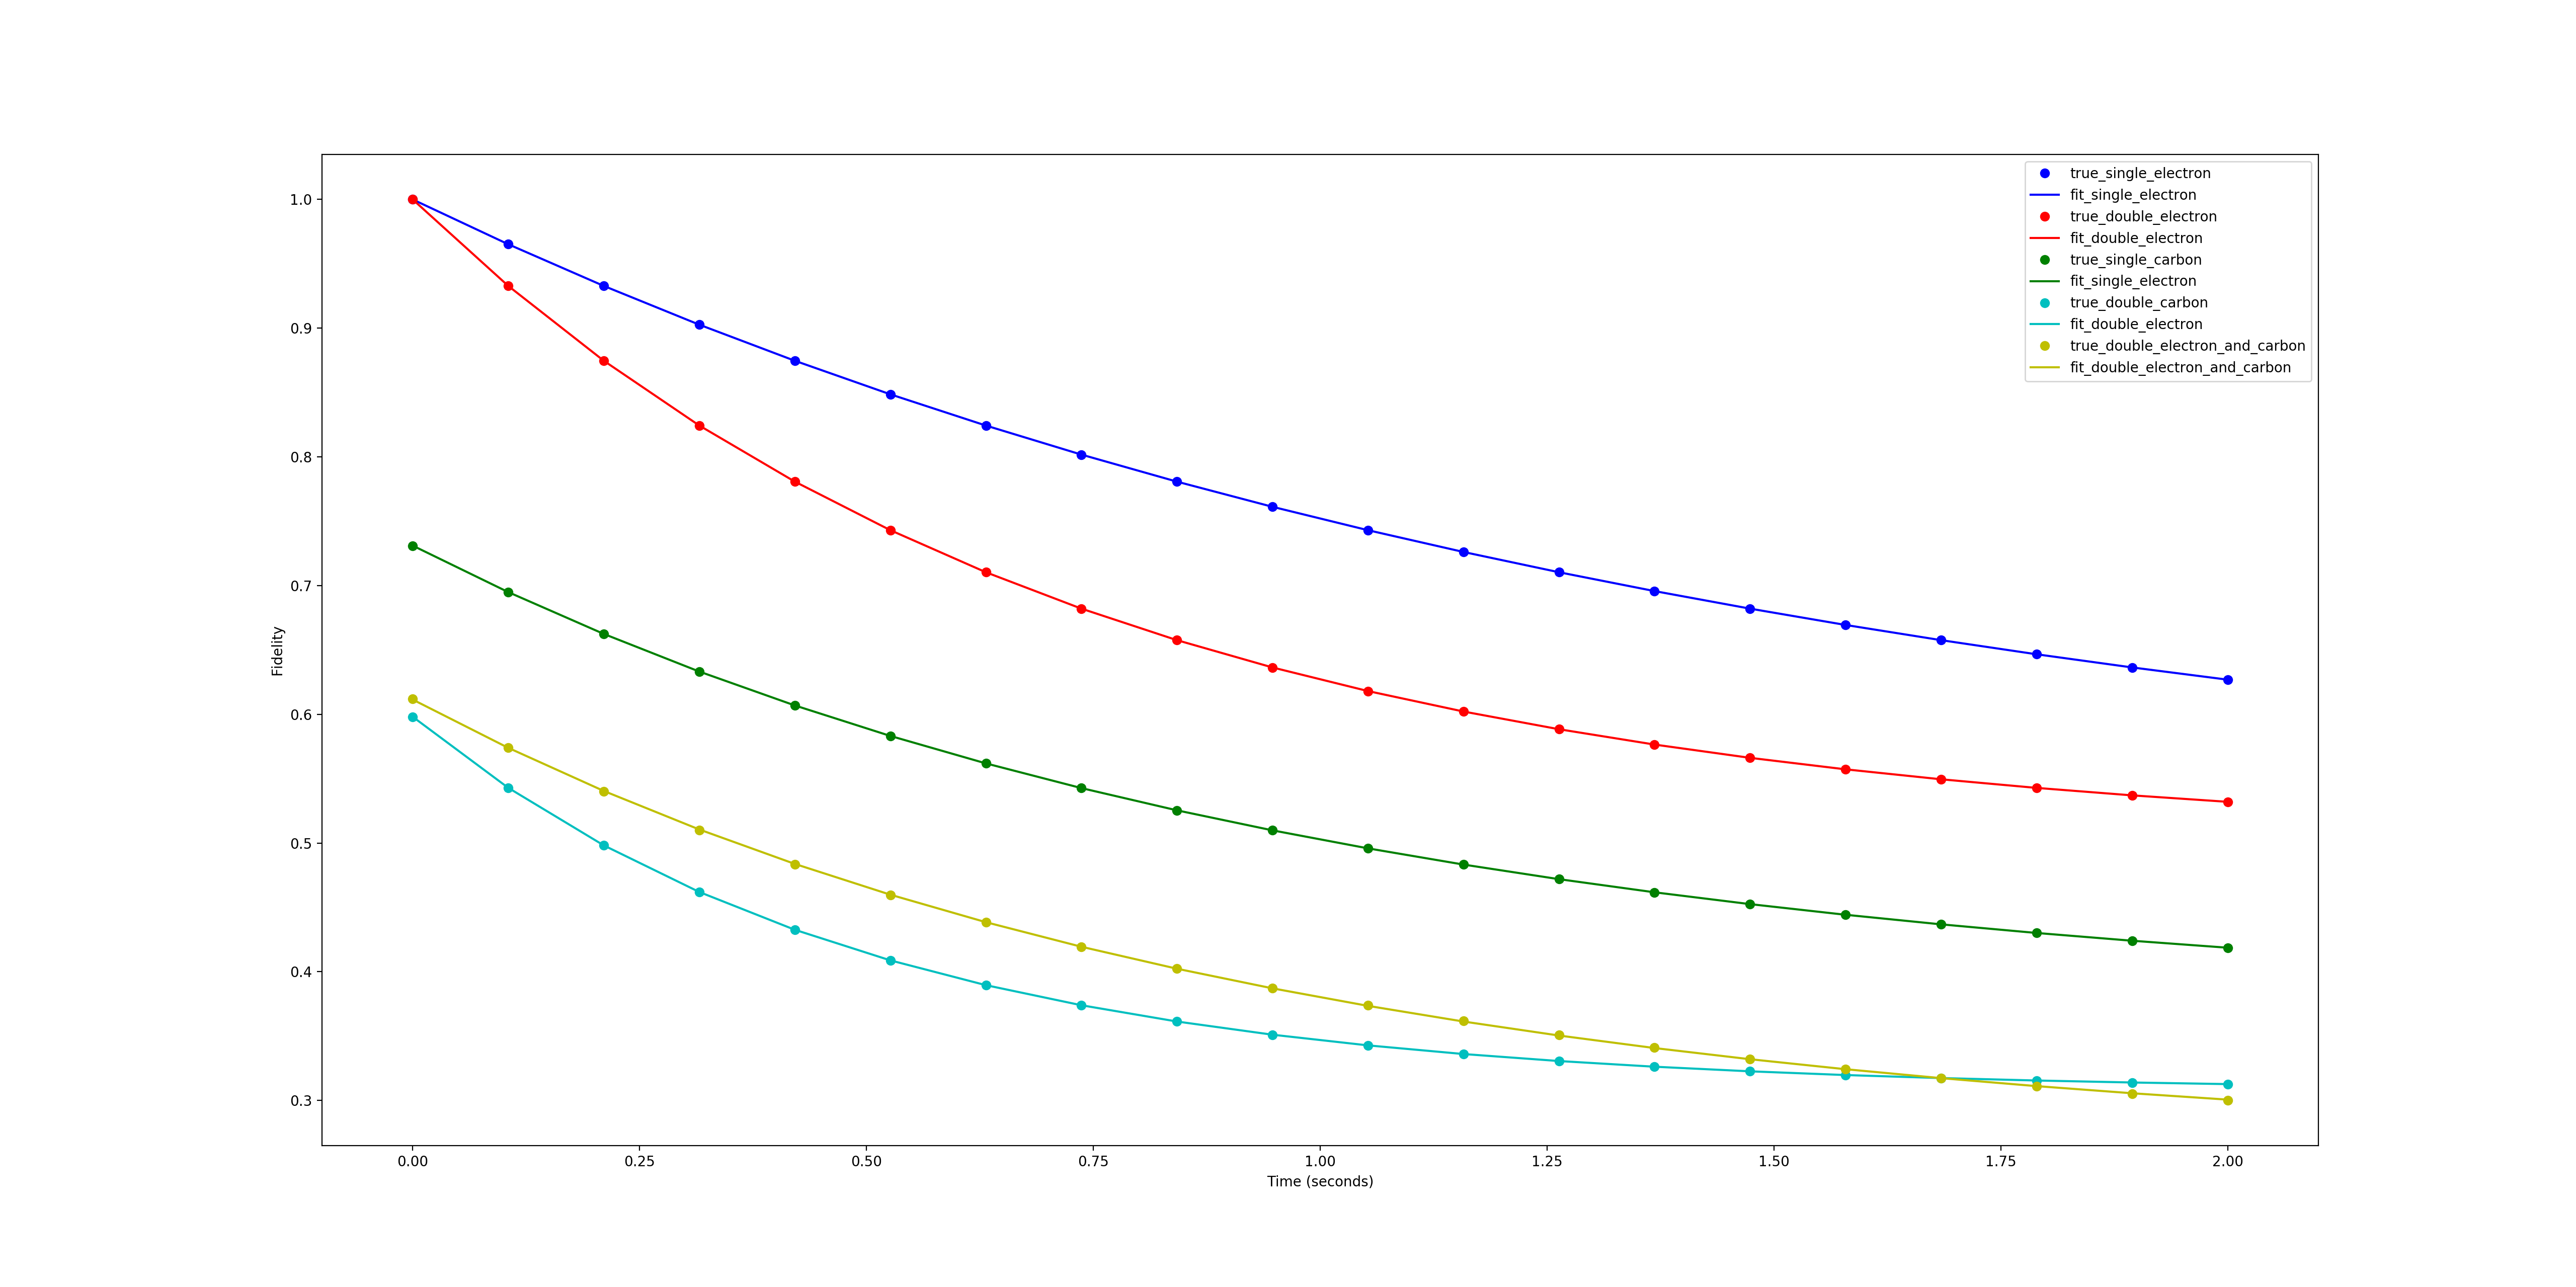 true_single_electron
fit_single_electron
true_double_electron
fit_double_electron
true_single_carbon
fit_single_electron
true_double_carbon
fit_double_electron
true_double_electron_and_carbon
fit_double_electron_and_carbon
1.0
0.9
0.8
0.7
0.6
0.5
0.4
0.3
Fidelity
0.00 0.25 0.50 0.75 1.00 1.25 1.50 1.75 2.00
Time (seconds)